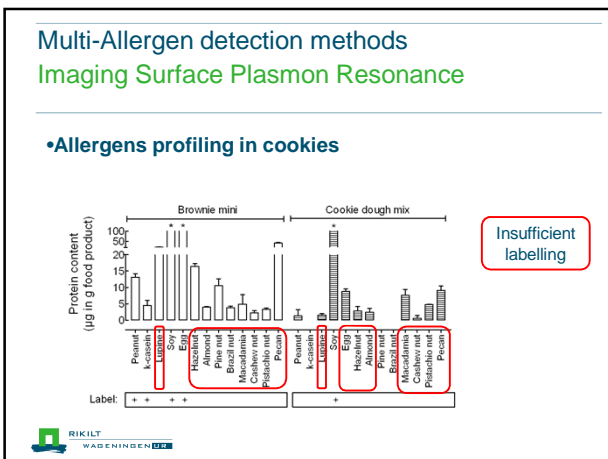 Multi-Allergen detection methods
Imaging Surface Plasmon Resonance
•Allergens profiling in cookies
Brownie mini
Cookie dough mix
Protein content
(µg in g food product)
100
50
20
15
10
5
0
* *
*
Peanut
k-casein
Lupine
Soy
Egg
Hazelnut
Almond
Pine nut
Brazil nut
Macadamia
Cashew nut
Pistachio nut
Pecan
Peanut
k-casein
Lupine
Soy
Egg
Hazelnut
Almond
Pine nut
Brazil nut
Macadamia
Cashew nut
Pistachio nut
Pecan
Label: + + + + +
Insufficient
labelling
RIKILT
WAGENINGEN UR